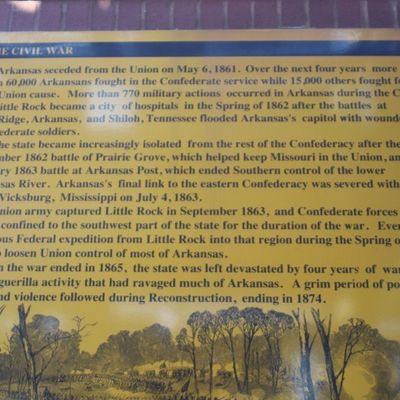 E CIVIL WAR
Arkansas seceded from the Union on May 6, 1861. Over the next four years more
60,000 Arkansans fought in the Confederate service while 15,000 others fought fo
Union cause. More than 770 military actions occurred in Arkansas during the C
ittle Rock became a city of hospitals in the Spring of 1862 after the battles at
Ridge, Arkansas, and Shiloh, Tennessee flooded Arkansas's capitol with wound
ederate soldiers.
he state became increasingly isolated from the rest of the Confederacy after the
mber 1862 battle of Prairie Grove, which helped keep Missouri in the Union, an
ry 1863 battle at Arkansas Post, which ended Southern control of the lower
sas River. Arkansas's final link to the eastern Confederacy was severed with
Vicksburg, Mississippi on July 4, 1863.
nion army captured Little Rock in September 1863, and Confederate forces
confined to the southwest part of the state for the duration of the war. Even
ous Federal expedition from Little Rock into that region during the Spring o
o loosen Union control of most of Arkansas.
n the war ended in 1865, the state was left devastated by four years of war
guerilla activity that had ravaged much of Arkansas. A grim period of po
nd violence followed during Reconstruction, ending in 1874.